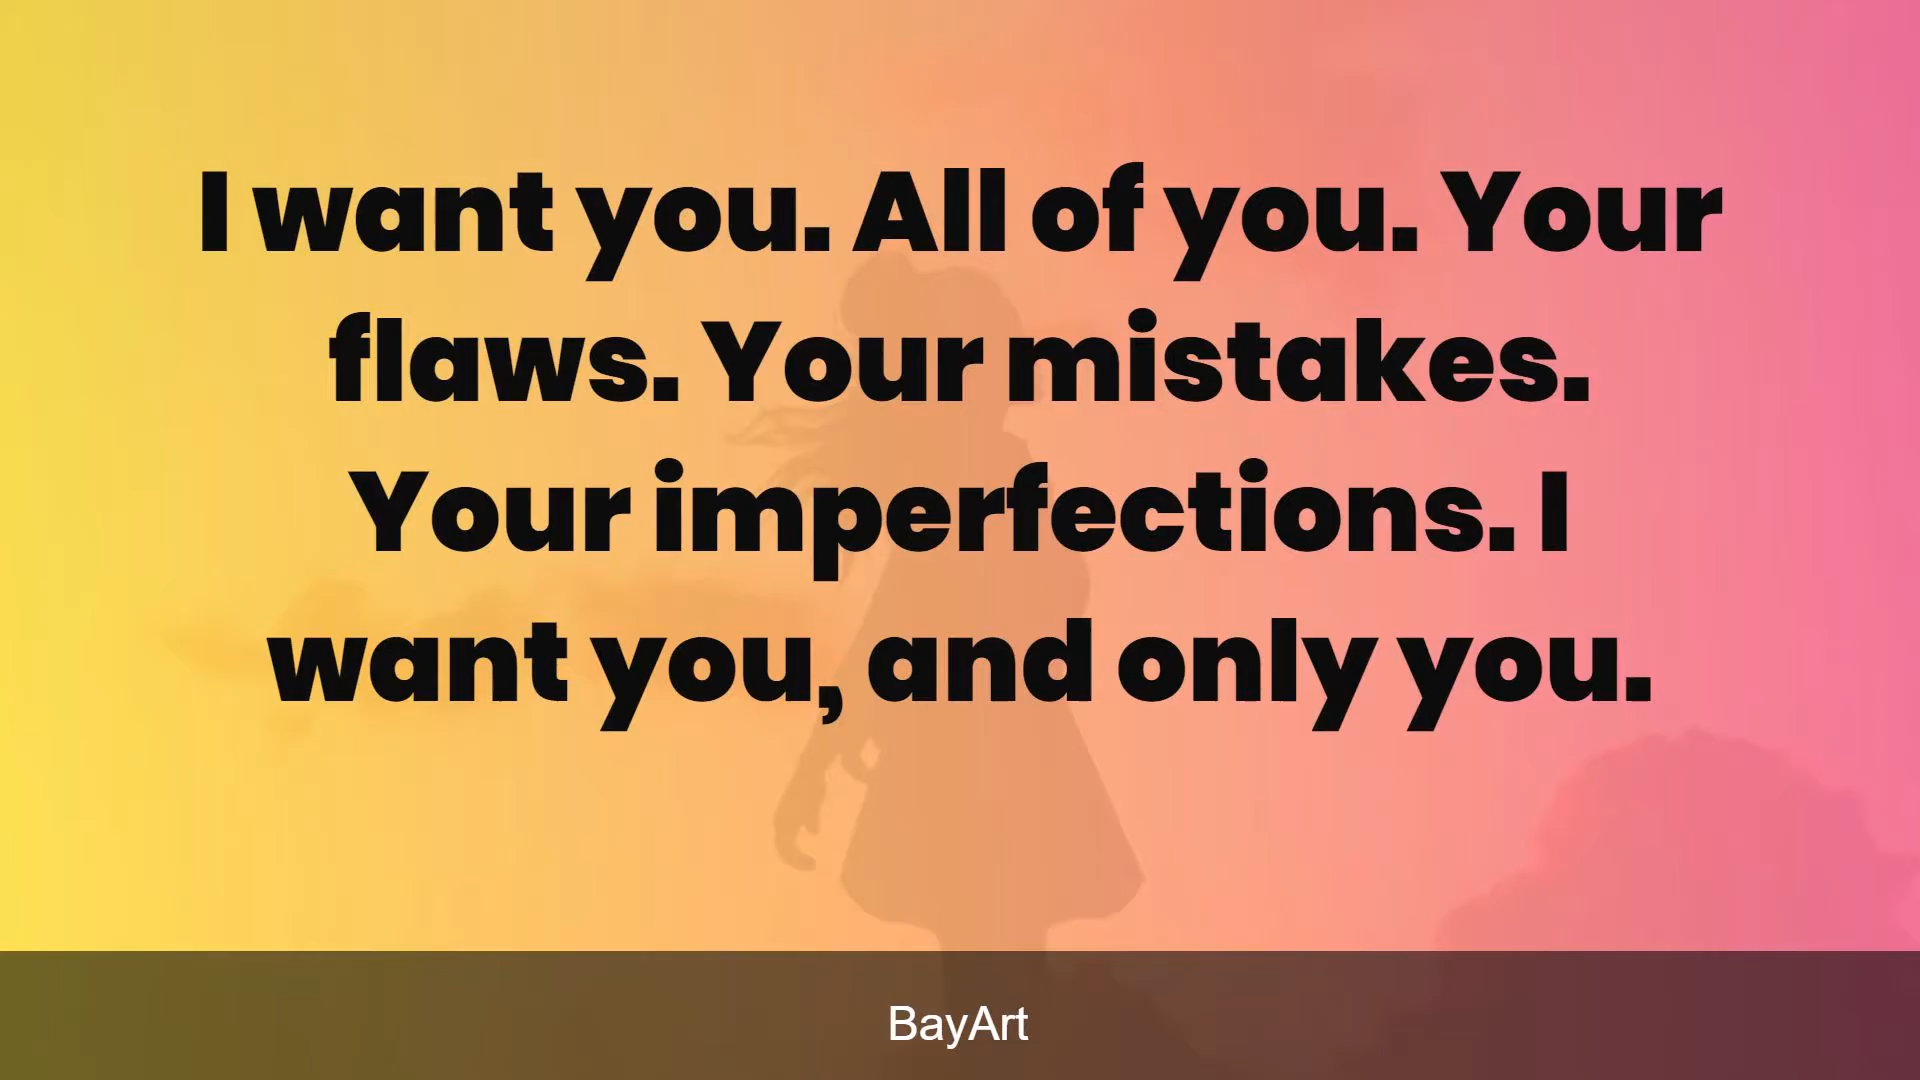 I want you. All of you. Your
flaws. Your mistakes.
Your imperfections. I
want you, and only you.
BayArt